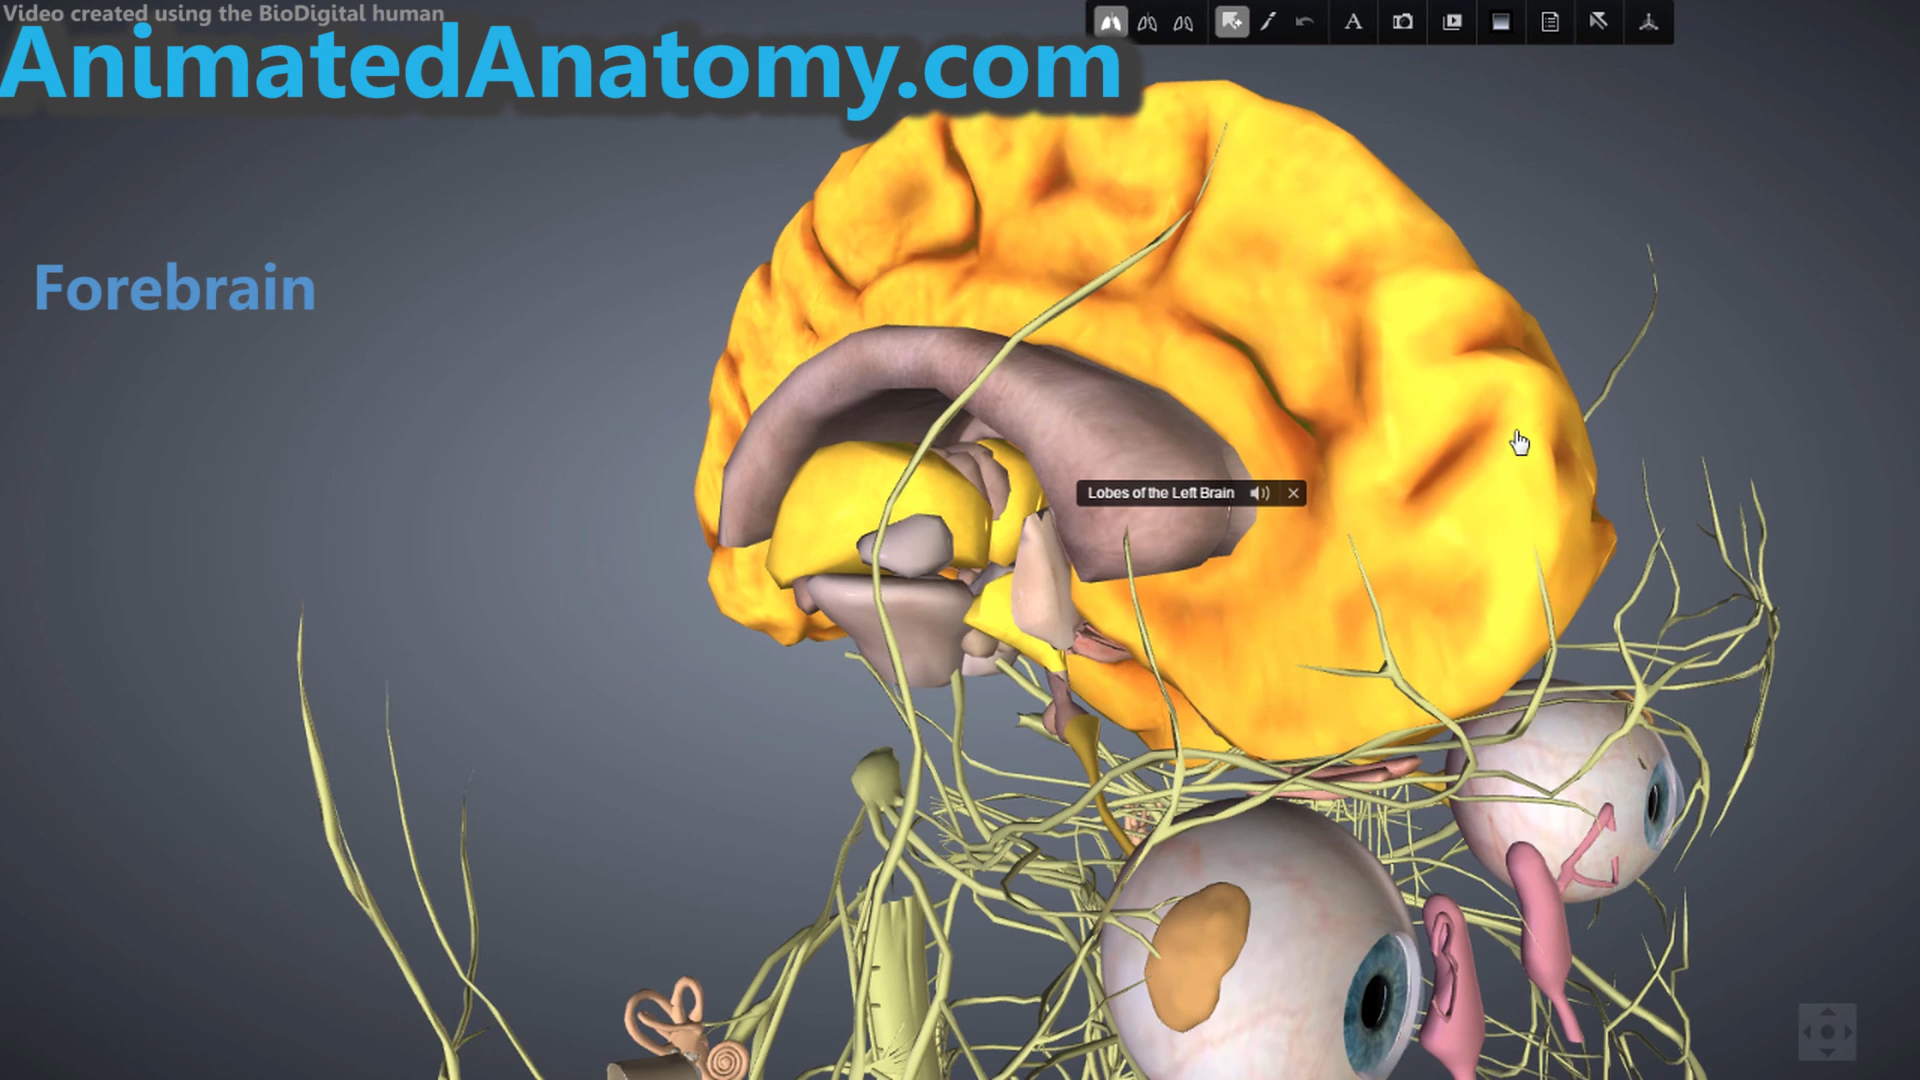 Video created using the BioDigital human
AnimatedAnatomy.com
A
Forebrain
Lobes of the Left Brain